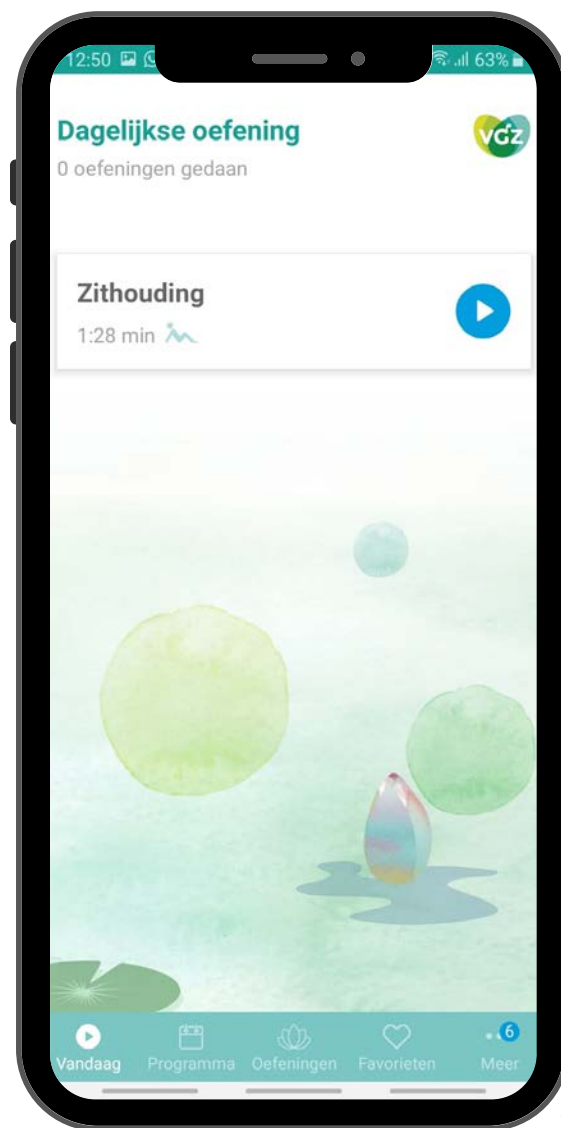 12:50
63%
Dagelijkse oefening
VGZ
0 oefeningen gedaan
Zithouding
1:28 min
6
Vandaag Programma Oefeningen Favorieten Meer